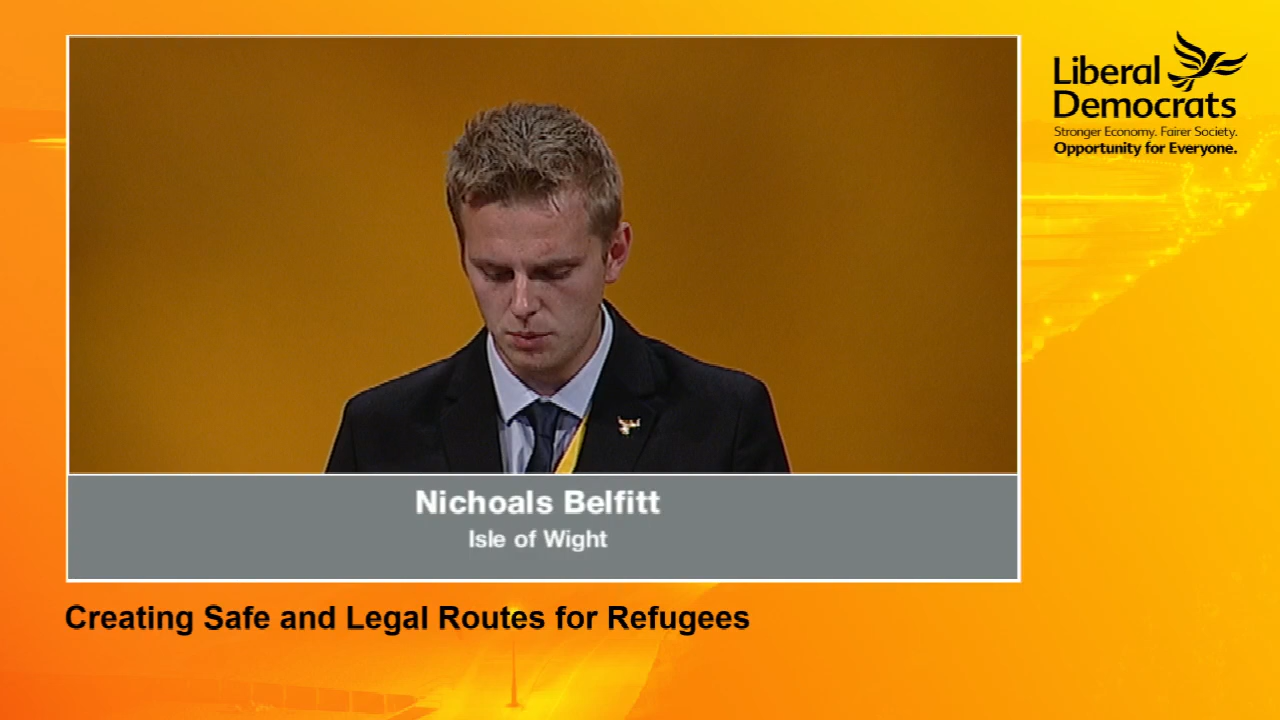 Liberal
Democrats
Stronger Economy. Fairer Society.
Opportunity for Everyone.
Nichoals Belfitt
Isle of Wight
Creating Safe and Legal Routes for Refugees